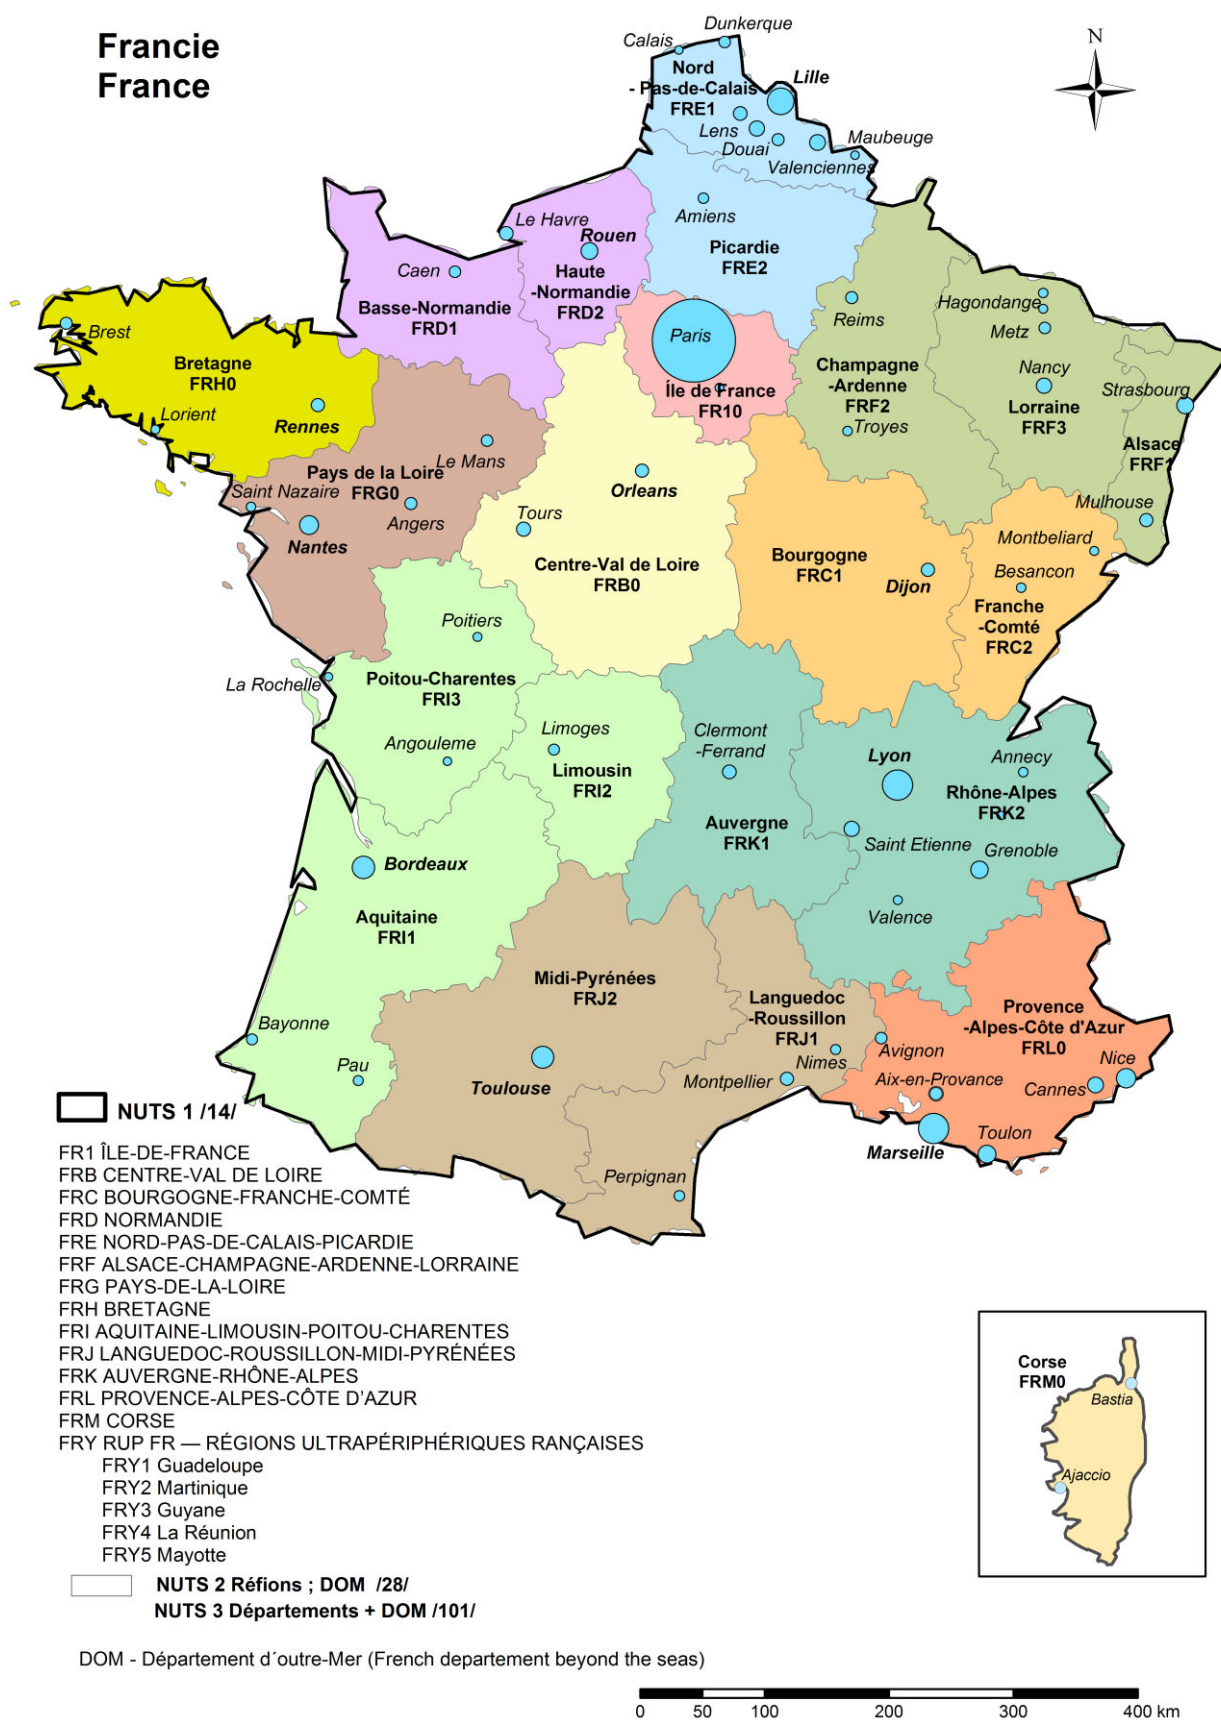 Francie
France
N
Dunkerque
Calais
Nord
- Pas-de-Calais
FRE1
Lille
Lens
Douai
Maubeuge
Valenciennes
Amiens
Picardie
FRE2
Le Havre
Rouen
Haute
-Normandie
FRD2
Caen
Basse-Normandie
FRD1
Hagondange
Metz
Reims
Paris
Île de France
FR10
Champagne
-Ardenne
FRF2
Troyes
Nancy
Lorraine
FRF3
Strasbourg
Alsace
FRF1
Mulhouse
Brest
Bretagne
FRH0
Lorient
Rennes
Le Mans
Pays de la Loire
FRG0
Saint Nazaire
Angers
Nantes
Orleans
Tours
Centre-Val de Loire
FRB0
Bourgogne
FRC1
Dijon
Montbeliard
Besancon
Franche
-Comté
FRC2
Poitiers
La Rochelle
Poitou-Charentes
FRI3
Angouleme
Limoges
Limousin
FRI2
Clermont
-Ferrand
Auvergne
FRK1
Lyon
Annecy
Rhône-Alpes
FRK2
Saint Etienne
Grenoble
Valence
Bordeaux
Aquitaine
FRI1
Midi-Pyrénées
FRJ2
Languedoc
-Roussillon
FRJ1
Provence
-Alpes-Côte d'Azur
FRL0
Bayonne
Pau
Toulouse
Montpellier
Nimes
Avignon
Aix-en-Provance
Nice
Cannes
Marseille
Toulon
Perpignan
NUTS 1 /14/
FR1 ÎLE-DE-FRANCE
FRB CENTRE-VAL DE LOIRE
FRC BOURGOGNE-FRANCHE-COMTÉ
FRD NORMANDIE
FRE NORD-PAS-DE-CALAIS-PICARDIE
FRF ALSACE-CHAMPAGNE-ARDENNE-LORRAINE
FRG PAYS-DE-LA-LOIRE
FRH BRETAGNE
FRI AQUITAINE-LIMOUSIN-POITOU-CHARENTES
FRJ LANGUEDOC-ROUSSILLON-MIDI-PYRÉNÉES
FRK AUVERGNE-RHÔNE-ALPES
FRL PROVENCE-ALPES-CÔTE D'AZUR
FRM CORSE
FRY RUP FR — RÉGIONS ULTRAPÉRIPHÉRIQUES RANÇAISES
FRY1 Guadeloupe
FRY2 Martinique
FRY3 Guyane
FRY4 La Réunion
FRY5 Mayotte
NUTS 2 Réfions ; DOM /28/
NUTS 3 Départements + DOM /101/
DOM - Département d´outre-Mer (French departement beyond the seas)
Corse
FRM0
Bastia
Ajaccio
0 50 100 200 300 400 km